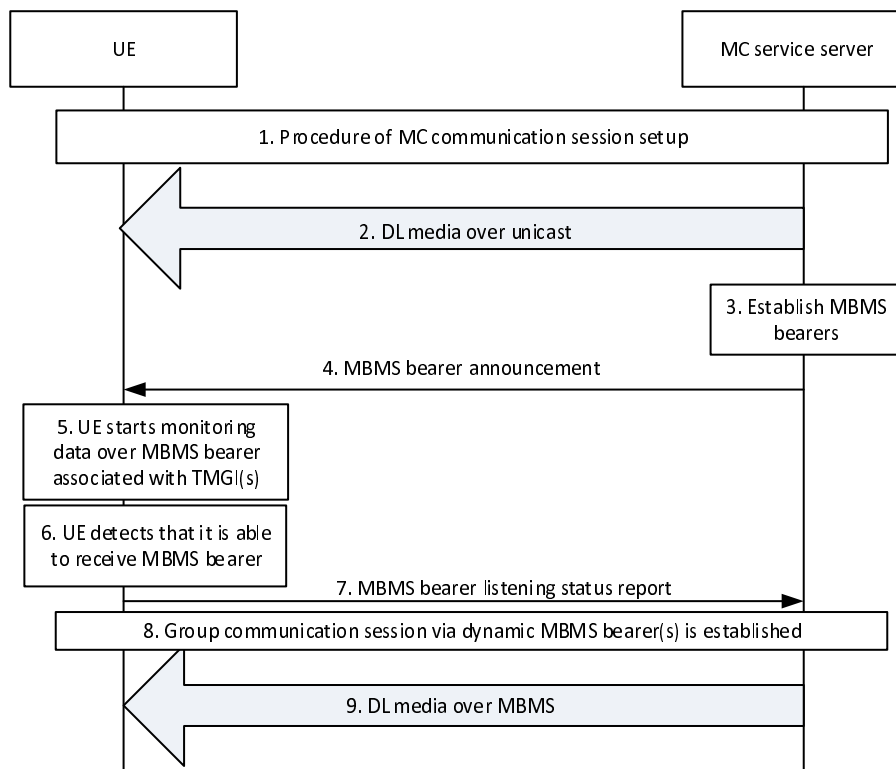 UE
MC service server
1. Procedure of MC communication session setup
2. DL media over unicast
3. Establish MBMS
bearers
4. MBMS bearer announcement
5. UE starts monitoring
data over MBMS bearer
associated with TMGI(s)
6. UE detects that it is able
to receive MBMS bearer
7. MBMS bearer listening status report
8. Group communication session via dynamic MBMS bearer(s) is established
9. DL media over MBMS